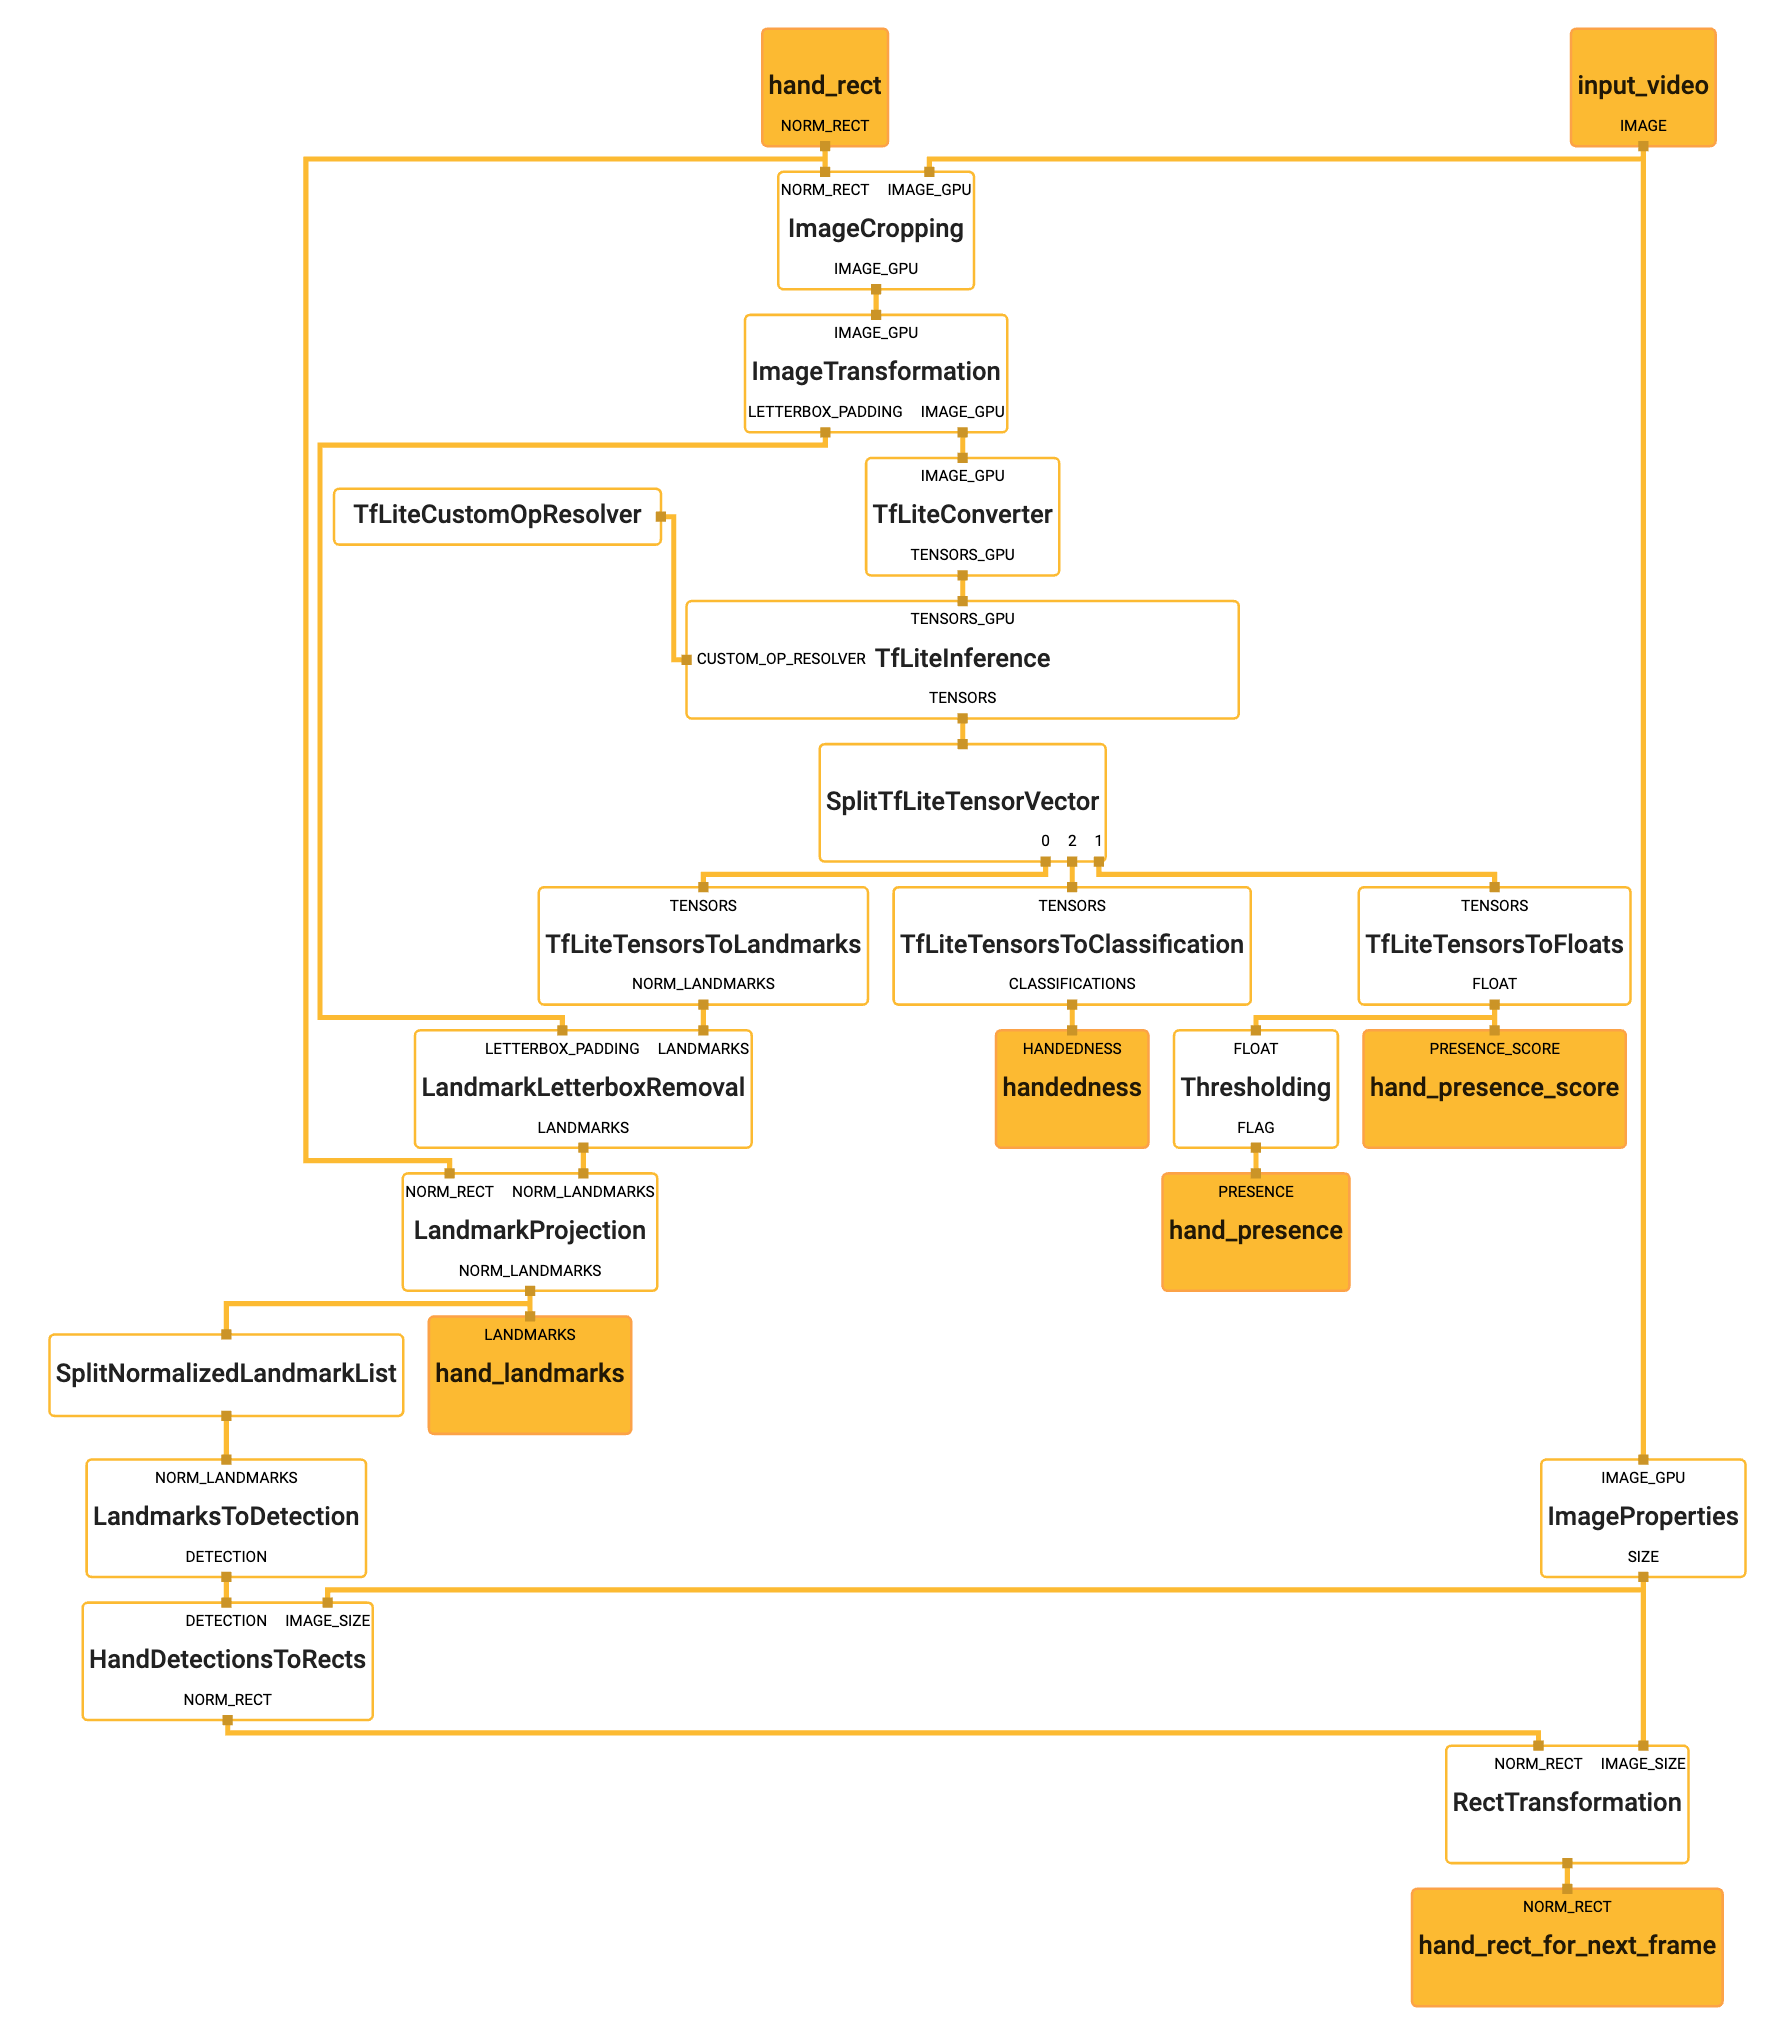 hand_rect
NORM_RECT
input_video
IMAGE
NORM_RECT IMAGE_GPU
ImageCropping
IMAGE_GPU
IMAGE_GPU
ImageTransformation
LETTERBOX_PADDING IMAGE_GPU
TfLiteCustomOpResolver
IMAGE_GPU
TfLiteConverter
TENSORS_GPU
TENSORS_GPU
CUSTOM_OP_RESOLVER TfLiteInference
TENSORS
SplitTfLiteTensorVector
0 2 1
TENSORS
TfLiteTensorsToLandmarks
NORM_LANDMARKS
TENSORS
TfLiteTensorsToClassification
CLASSIFICATIONS
TENSORS
TfLiteTensorsToFloats
FLOAT
LETTERBOX_PADDING LANDMARKS
LandmarkLetterboxRemoval
LANDMARKS
HANDEDNESS
handedness
FLOAT
Thresholding
FLAG
PRESENCE_SCORE
hand_presence_score
NORM_RECT NORM_LANDMARKS
LandmarkProjection
NORM_LANDMARKS
PRESENCE
hand_presence
SplitNormalizedLandmarkList
LANDMARKS
hand_landmarks
NORM_LANDMARKS
LandmarksToDetection
DETECTION
IMAGE_GPU
ImageProperties
SIZE
DETECTION IMAGE_SIZE
HandDetectionsToRects
NORM_RECT
NORM_RECT IMAGE_SIZE
RectTransformation
NORM_RECT
hand_rect_for_next_frame